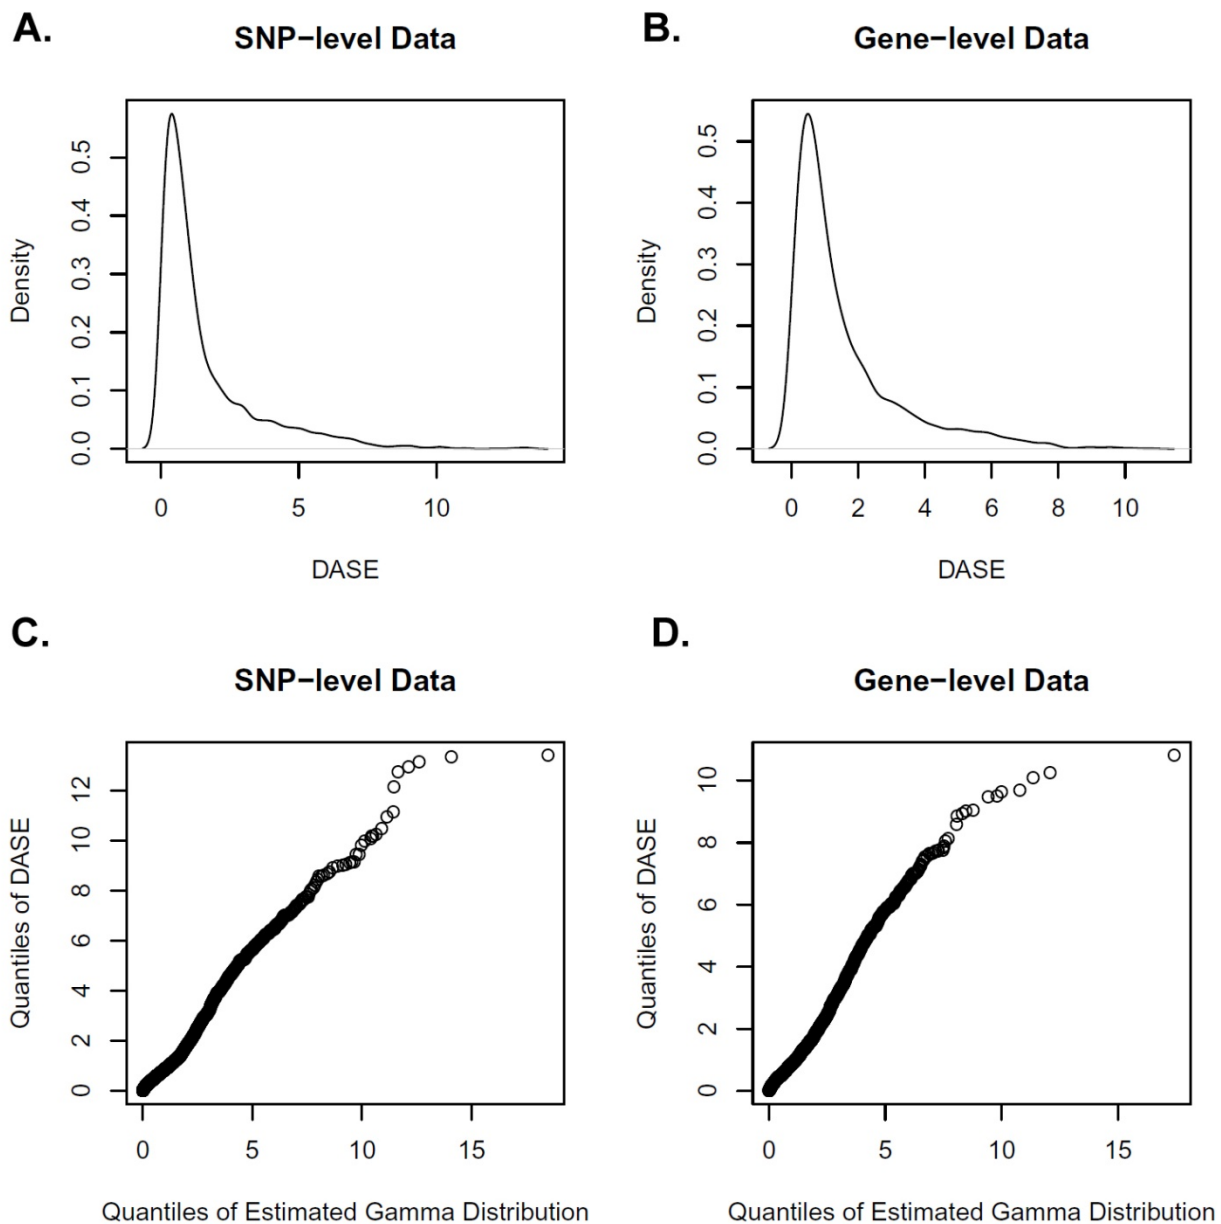 A.
SNP−level Data
Density
0.0 0.1 0.2 0.3 0.4 0.5
0 5 10
DASE
B.
Gene−level Data
Density
0.0 0.1 0.2 0.3 0.4 0.5
0 2 4 6 8 10
DASE
C.
SNP−level Data
Quantiles of DASE
0 2 4 6 8 10 12
0 5 10 15
Quantiles of Estimated Gamma Distribution
D.
Gene−level Data
Quantiles of DASE
0 2 4 6 8 10
0 5 10 15
Quantiles of Estimated Gamma Distribution